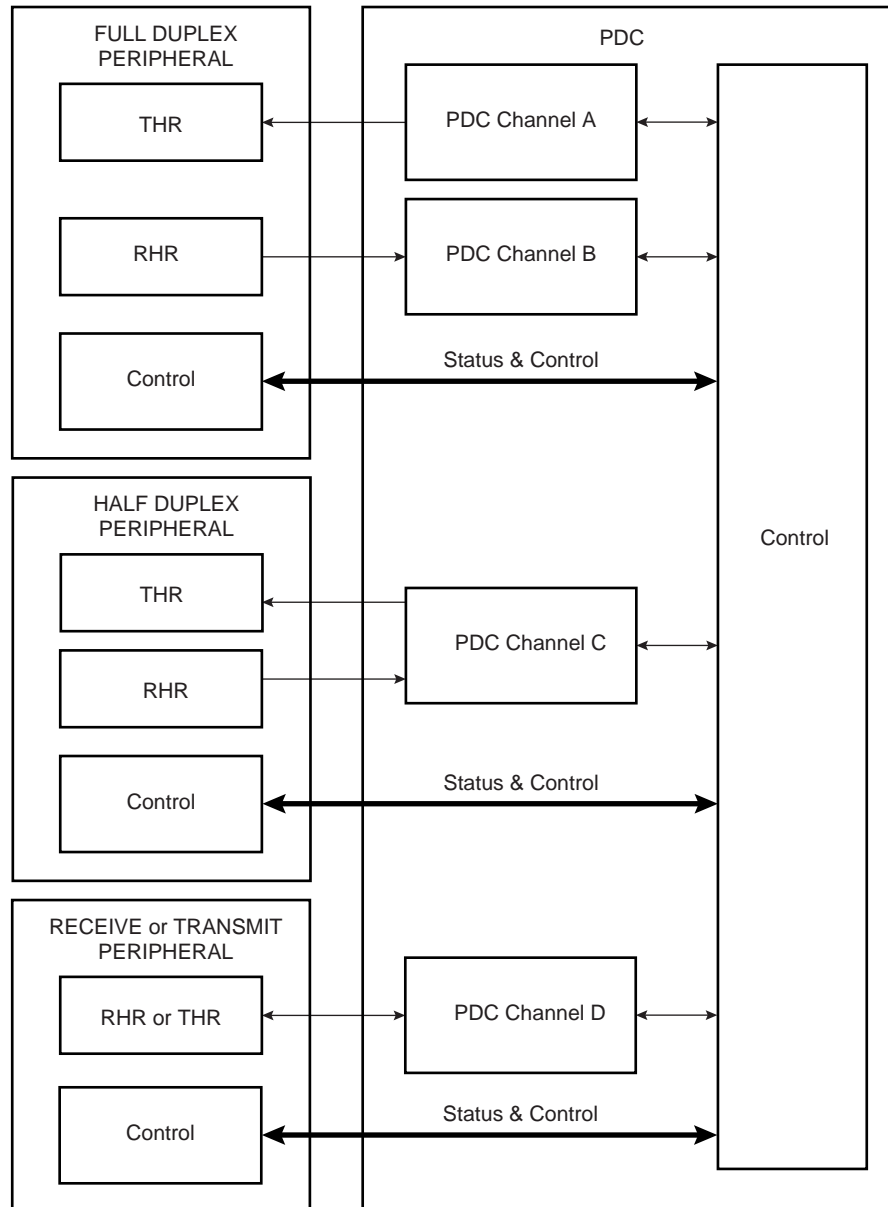 FULL DUPLEX
PERIPHERAL
PDC
THR
PDC Channel A
RHR
PDC Channel B
Control
Status & Control
HALF DUPLEX
PERIPHERAL
Control
THR
PDC Channel C
RHR
Control
Status & Control
RECEIVE or TRANSMIT
PERIPHERAL
RHR or THR
PDC Channel D
Control
Status & Control